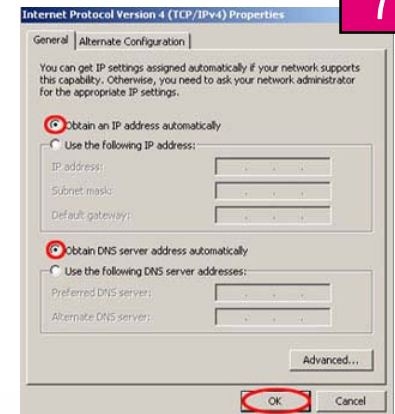 Internet Protocol Version 4 (TCP/IPv4) Properties
7
General
Alternate Configuration
You can get IP settings assigned automatically if your network supports
this capability. Otherwise, you need to ask your network administrator
for the appropriate IP settings.
Obtain an IP address automatically
Use the following IP address:
IP address:
Subnet mask:
Default gateway:
Obtain DNS server address automatically
Use the following DNS server addresses:
Preferred DNS server:
Alternate DNS server:
Advanced...
OK
Cancel